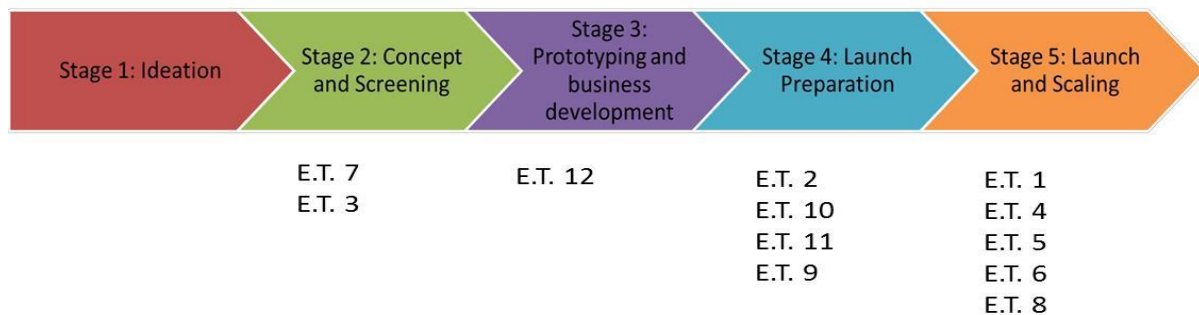 Stage 1: Ideation
Stage 2: Concept
and Screening
Stage 3:
Prototyping and
business
development
Stage 4: Launch
Preparation
Stage 5: Launch
and Scaling
E.T. 7
E.T. 3
E.T. 12
E.T. 2
E.T. 10
E.T. 11
E.T. 9
E.T. 1
E.T. 4
E.T. 5
E.T. 6
E.T. 8